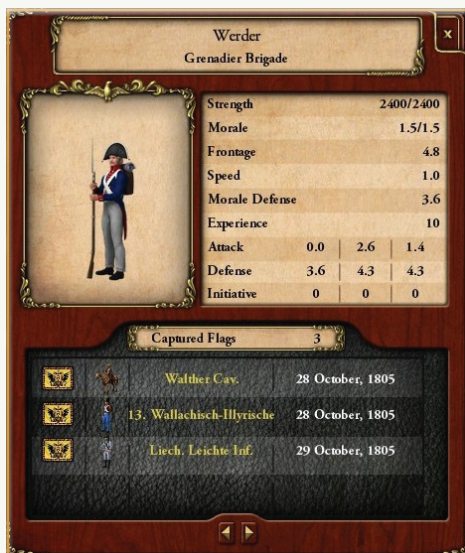 Werder
x
Grenadier Brigade
Strength 2400/2400
Morale 1.5/1.5
Frontage 4.8
Speed 1.0
Morale Defense 3.6
Experience 10
Attack 0.0 2.6 1.4
Defense 3.6 4.3 4.3
Initiative 0 0 0
Captured Flags 3
Walther Cav. 28 October, 1805
13. Wallachisch-Illyrische 28 October, 1805
Liech. Leichte Inf. 29 October, 1805